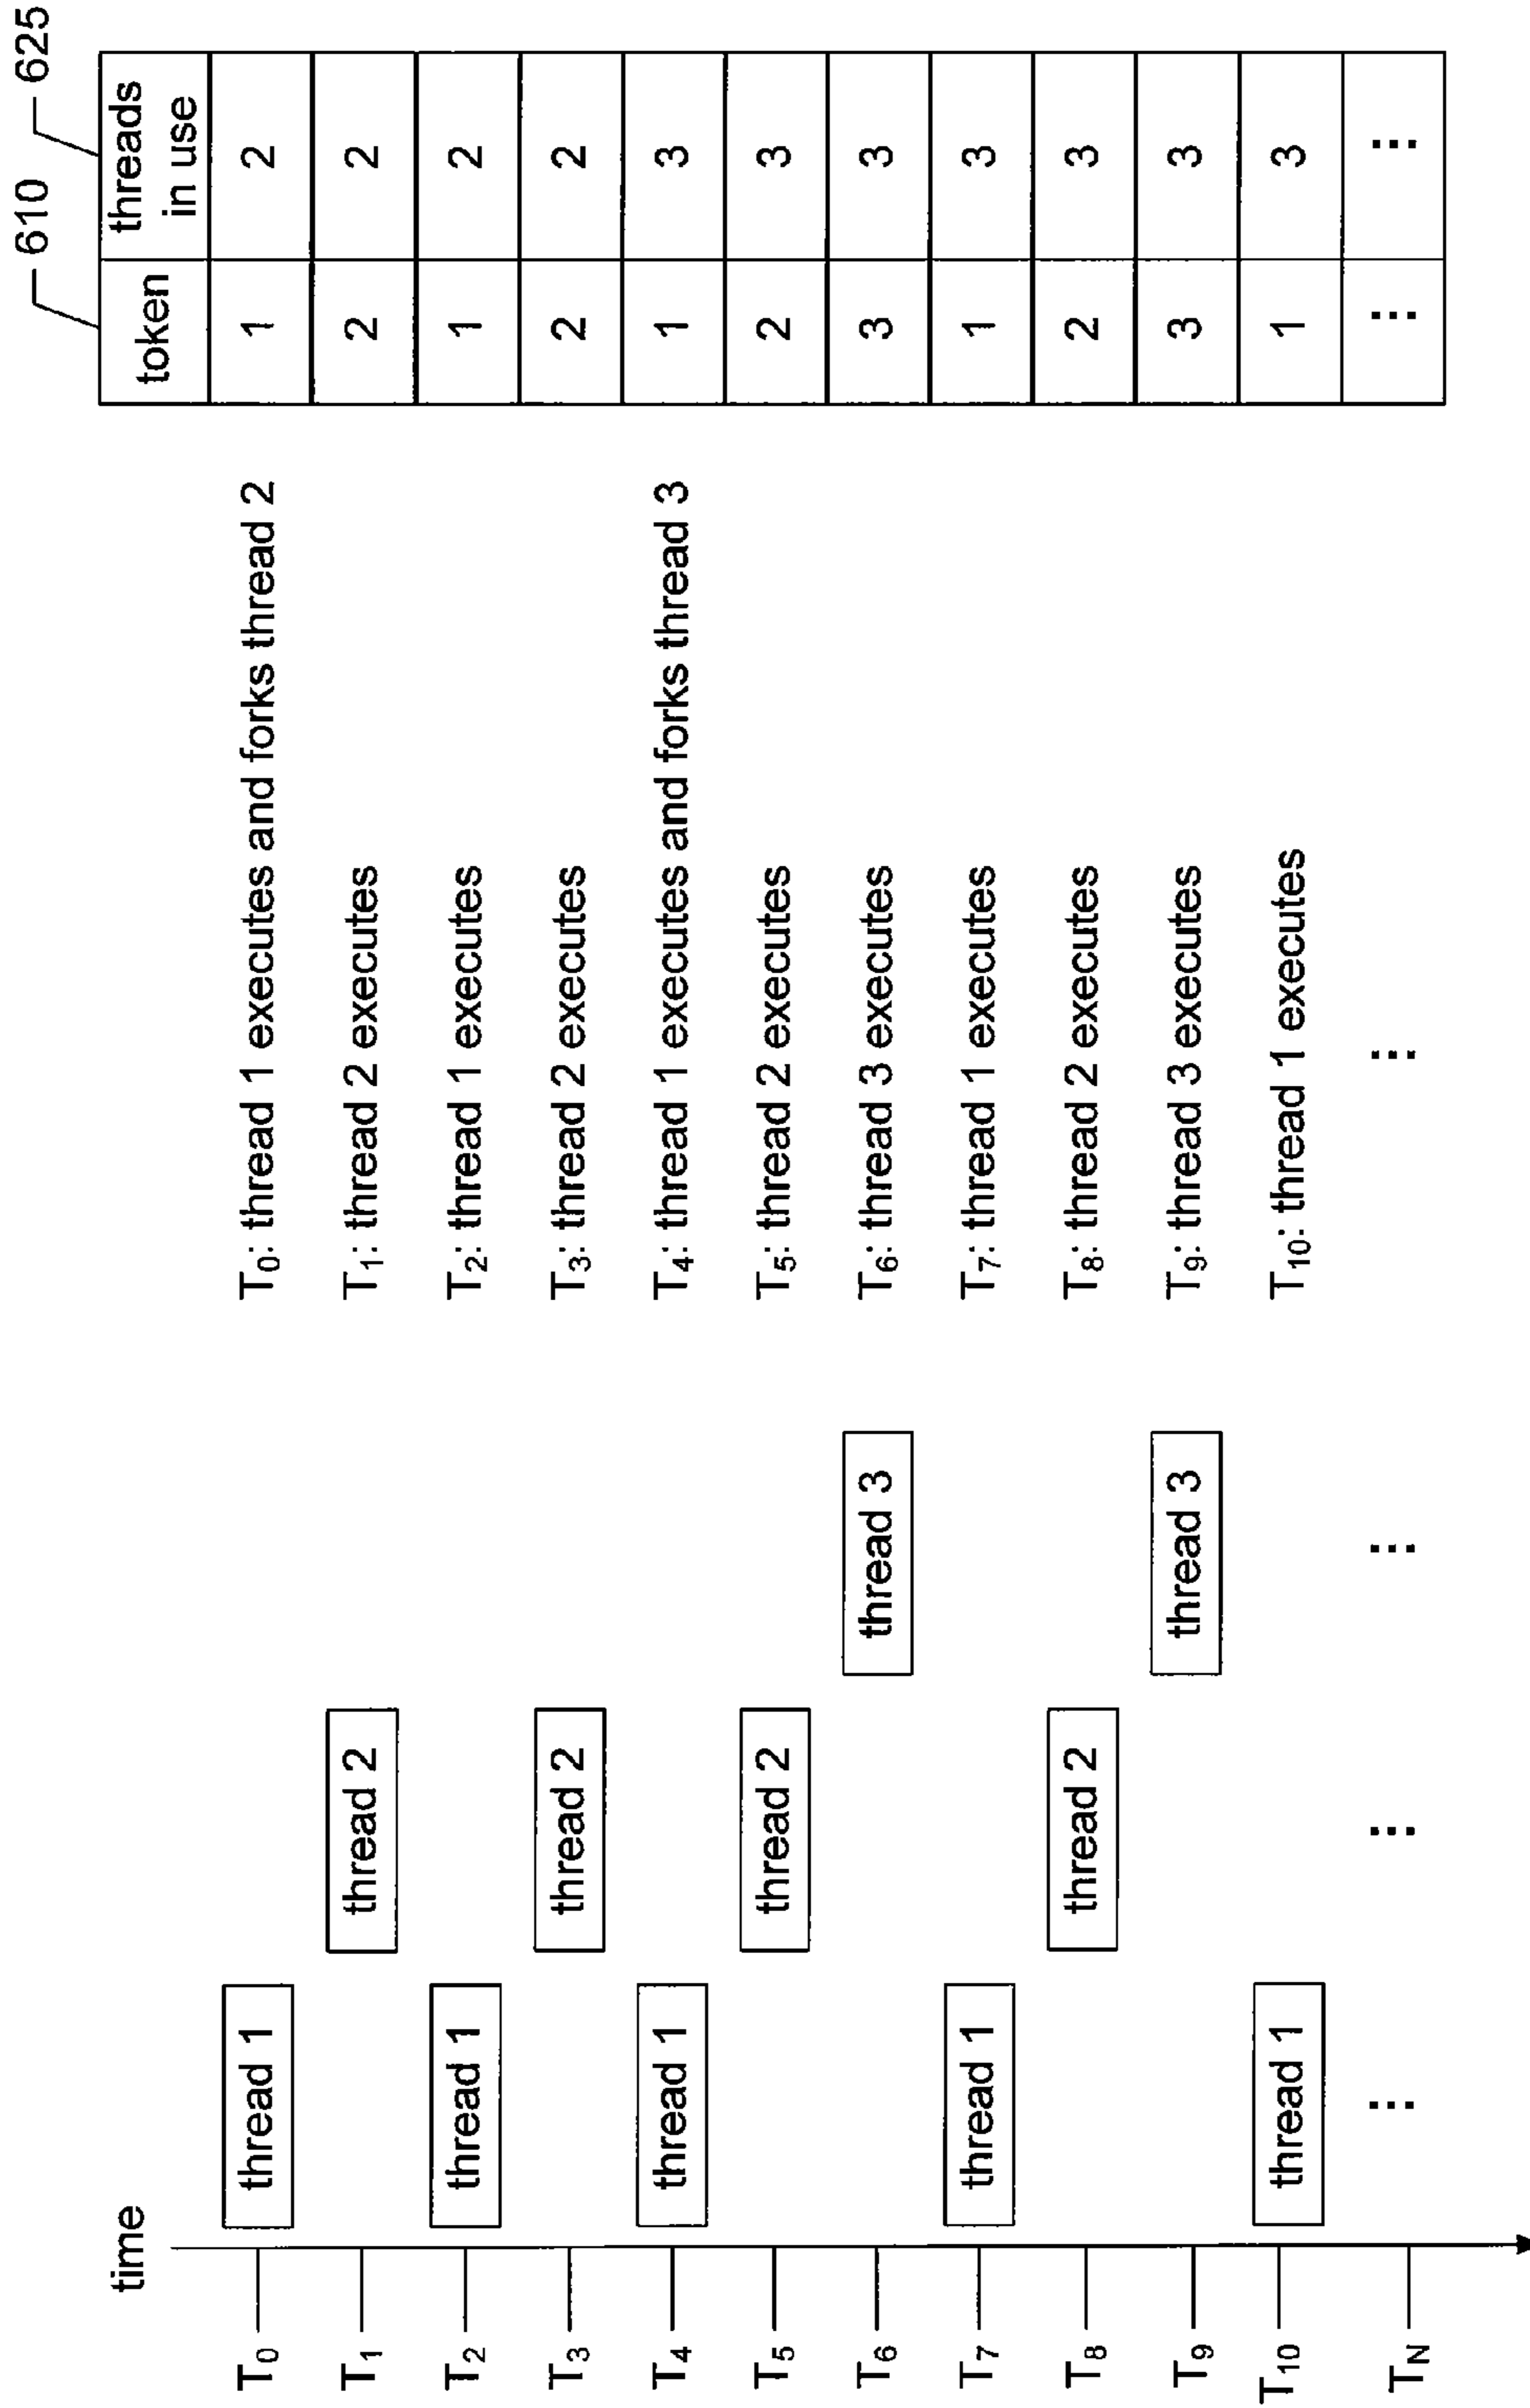 610
625
time
token
threads
in use
T0
thread 1
T0: thread 1 executes and forks thread 2
1
2
T1
thread 2
T1: thread 2 executes
2
2
T2
thread 1
T2: thread 1 executes
1
2
T3
thread 2
T3: thread 2 executes
2
2
T4
thread 1
T4: thread 1 executes and forks thread 3
1
3
T5
thread 2
T5: thread 2 executes
2
3
T6
thread 3
T6: thread 3 executes
3
3
T7
thread 1
T7: thread 1 executes
1
3
T8
thread 2
T8: thread 2 executes
2
3
T9
thread 3
T9: thread 3 executes
3
3
T10
thread 1
T10: thread 1 executes
1
3
TN